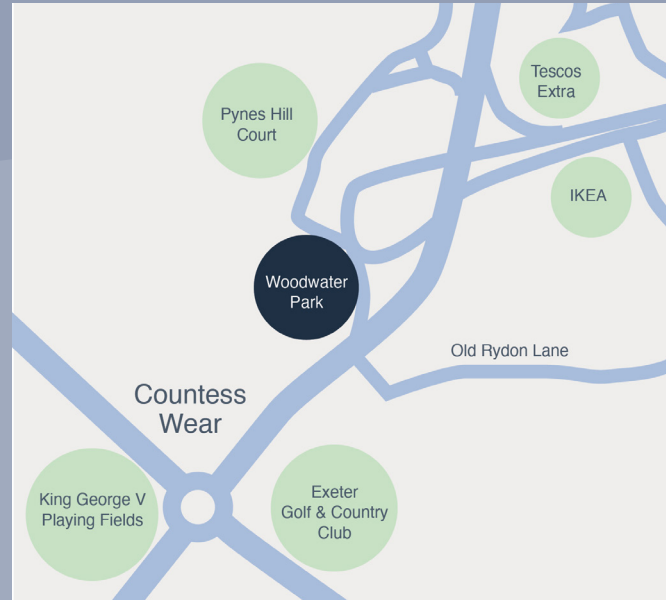 Tescos
Extra
Pynes Hill
Court
IKEA
Woodwater
Park
Old Rydon Lane
Countess
Wear
King George V
Playing Fields
Exeter
Golf & Country
Club